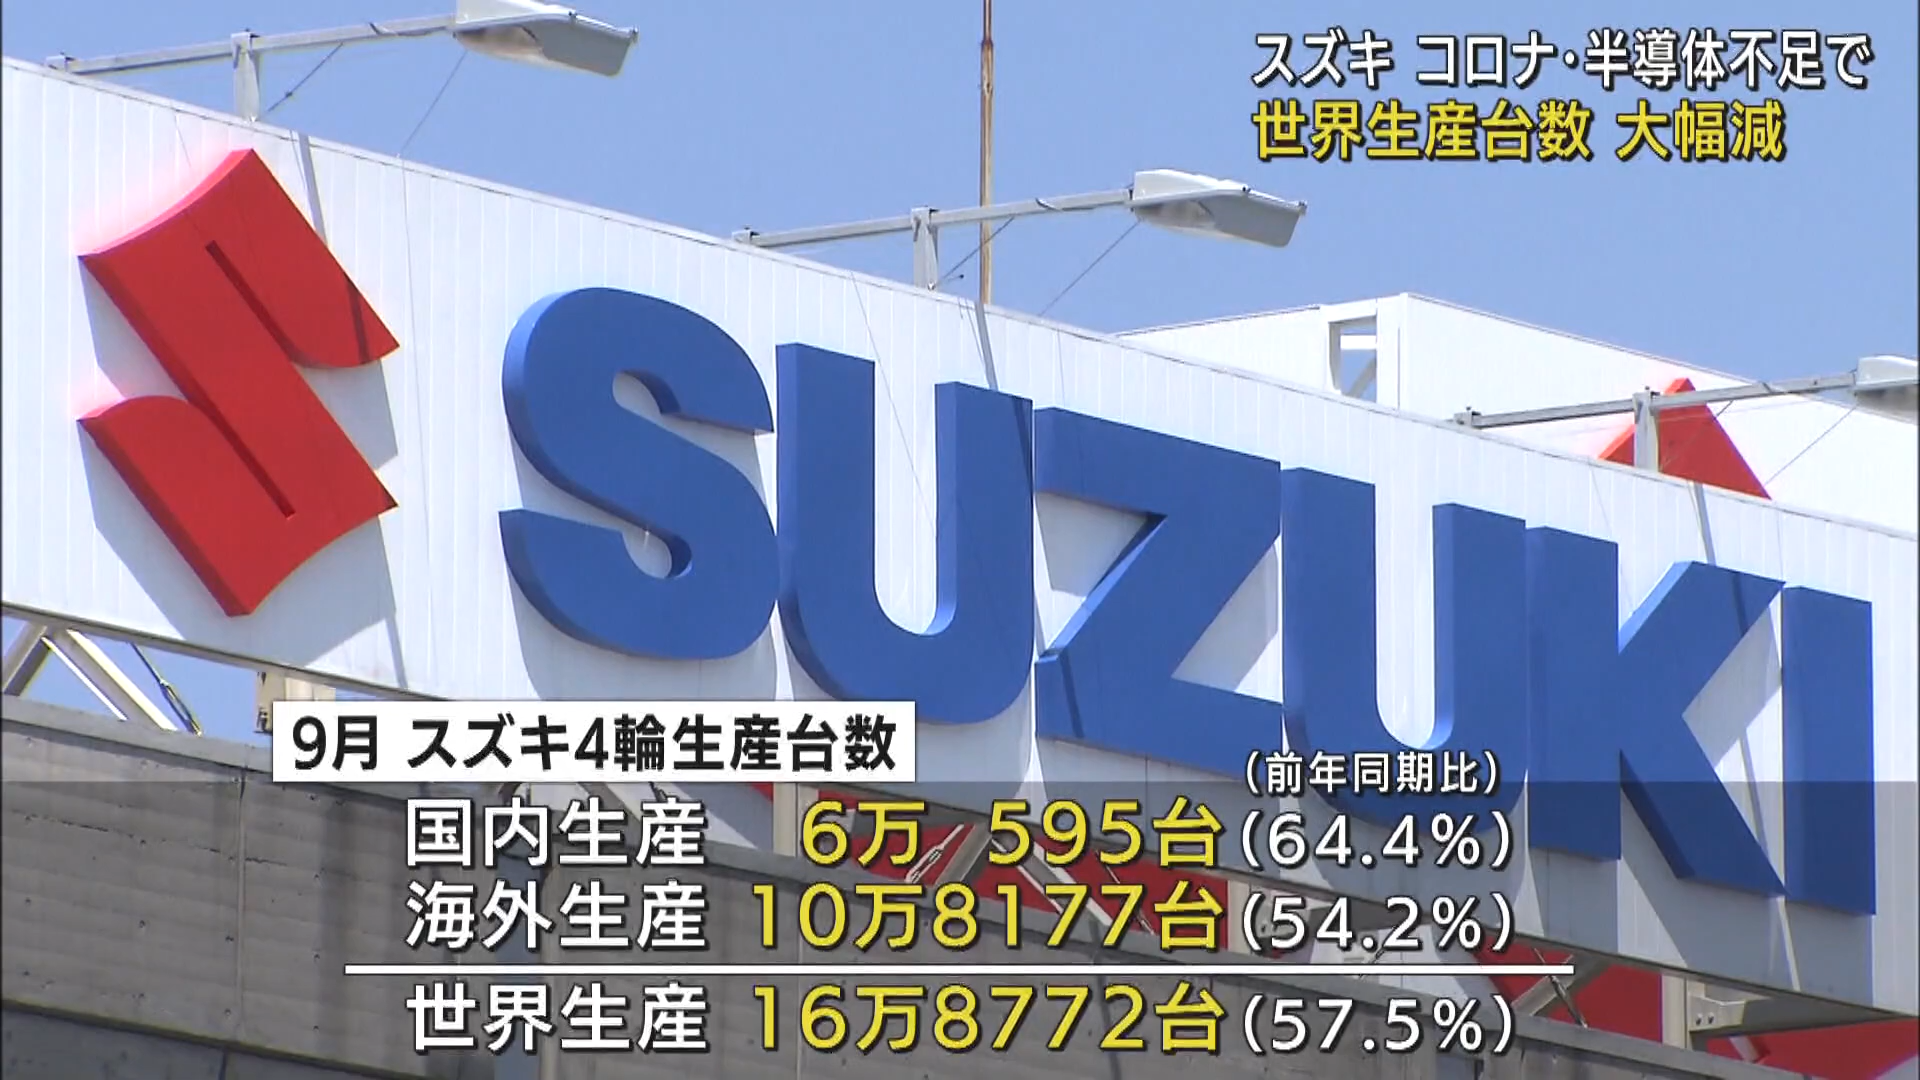 スズキ コロナ・半導体不足で
世界生産台数 大幅減
SUZUKI
9月 スズキ4輪生産台数
(前年同期比)
国内生産 6万 595台(64.4%)
海外生産 10万8177台(54.2%)
世界生産 16万8772台(57.5%)